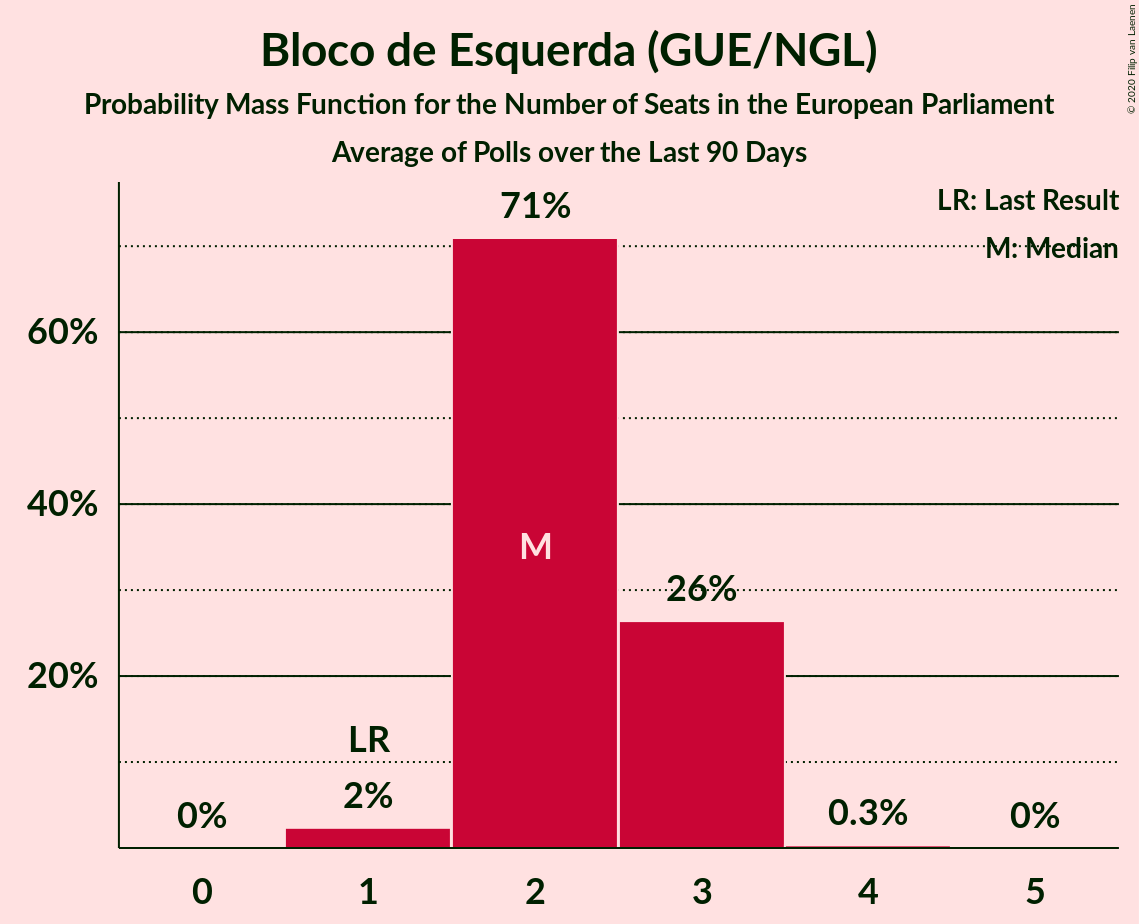 Bloco de Esquerda (GUE/NGL)
Probability Mass Function for the Number of Seats in the European Parliament
Average of Polls over the Last 90 Days
© 2020 Filip van Laenen
LR: Last Result
M: Median
71%
60%
40%
M
26%
20%
LR
0%
2%
0.3%
0%
0 1 2 3 4 5